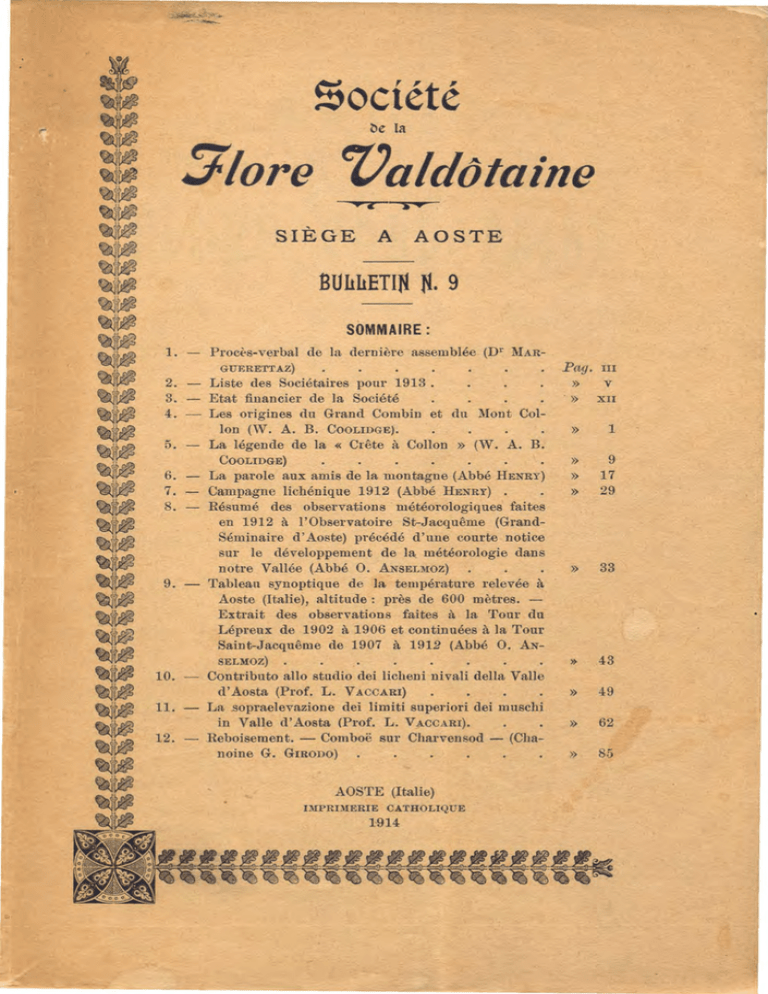 Société
de la
Flore Valdôtaine
SIÈGE A AOSTE
BULLETIN N. 9
SOMMAIRE :
1. — Procès-verbal de la dernière assemblée (Dr MAR-
GUERETTAZ) . . . . . . . Pag. III
2. — Liste des Sociétaires pour 1913 . . . . » V
3. — Etat financier de la Société . . . . » XII
4. — Les origines du Grand Combin et du Mont Col-
lon (W. A. B. COOLIDGE). . . . . » 1
5. — La légende de la « Crête à Collon » (W. A. B.
COOLIDGE) . . . . . . . » 9
6. — La parole aux amis de la montagne (Abbé HENRY) » 17
7. — Campagne lichénique 1912 (Abbé HENRY) . . » 29
8. — Résumé des observations météorologiques faites
en 1912 à l'Observatoire St-Jacquême (Grand-
Séminaire d'Aoste) précédé d'une courte notice
sur le développement de la météorologie dans
notre Vallée (Abbé O. ANSELMOZ) . . . » 33
9. — Tableau synoptique de la température relevée à
Aoste (Italie), altitude : près de 600 mètres. —
Extrait des observations faites à la Tour du
Lépreux de 1902 à 1906 et continuées à la Tour
Saint-Jacquême de 1907 à 1912 (Abbé O. AN-
SELMOZ) . . . . . . . . » 43
10. — Contributo allo studio dei licheni nivali della Valle
d'Aosta (Prof. L. VACCARI) . . . . » 49
11. — La sopraelevazione dei limiti superiori dei muschi
in Valle d'Aosta (Prof. L. VACCARI). . . » 62
12. — Reboisement. — Comboë sur Charvensod — (Cha-
noine G. GIRODO) . . . . . . » 85
AOSTE (Italie)
IMPRIMERIE CATHOLIQUE
1914